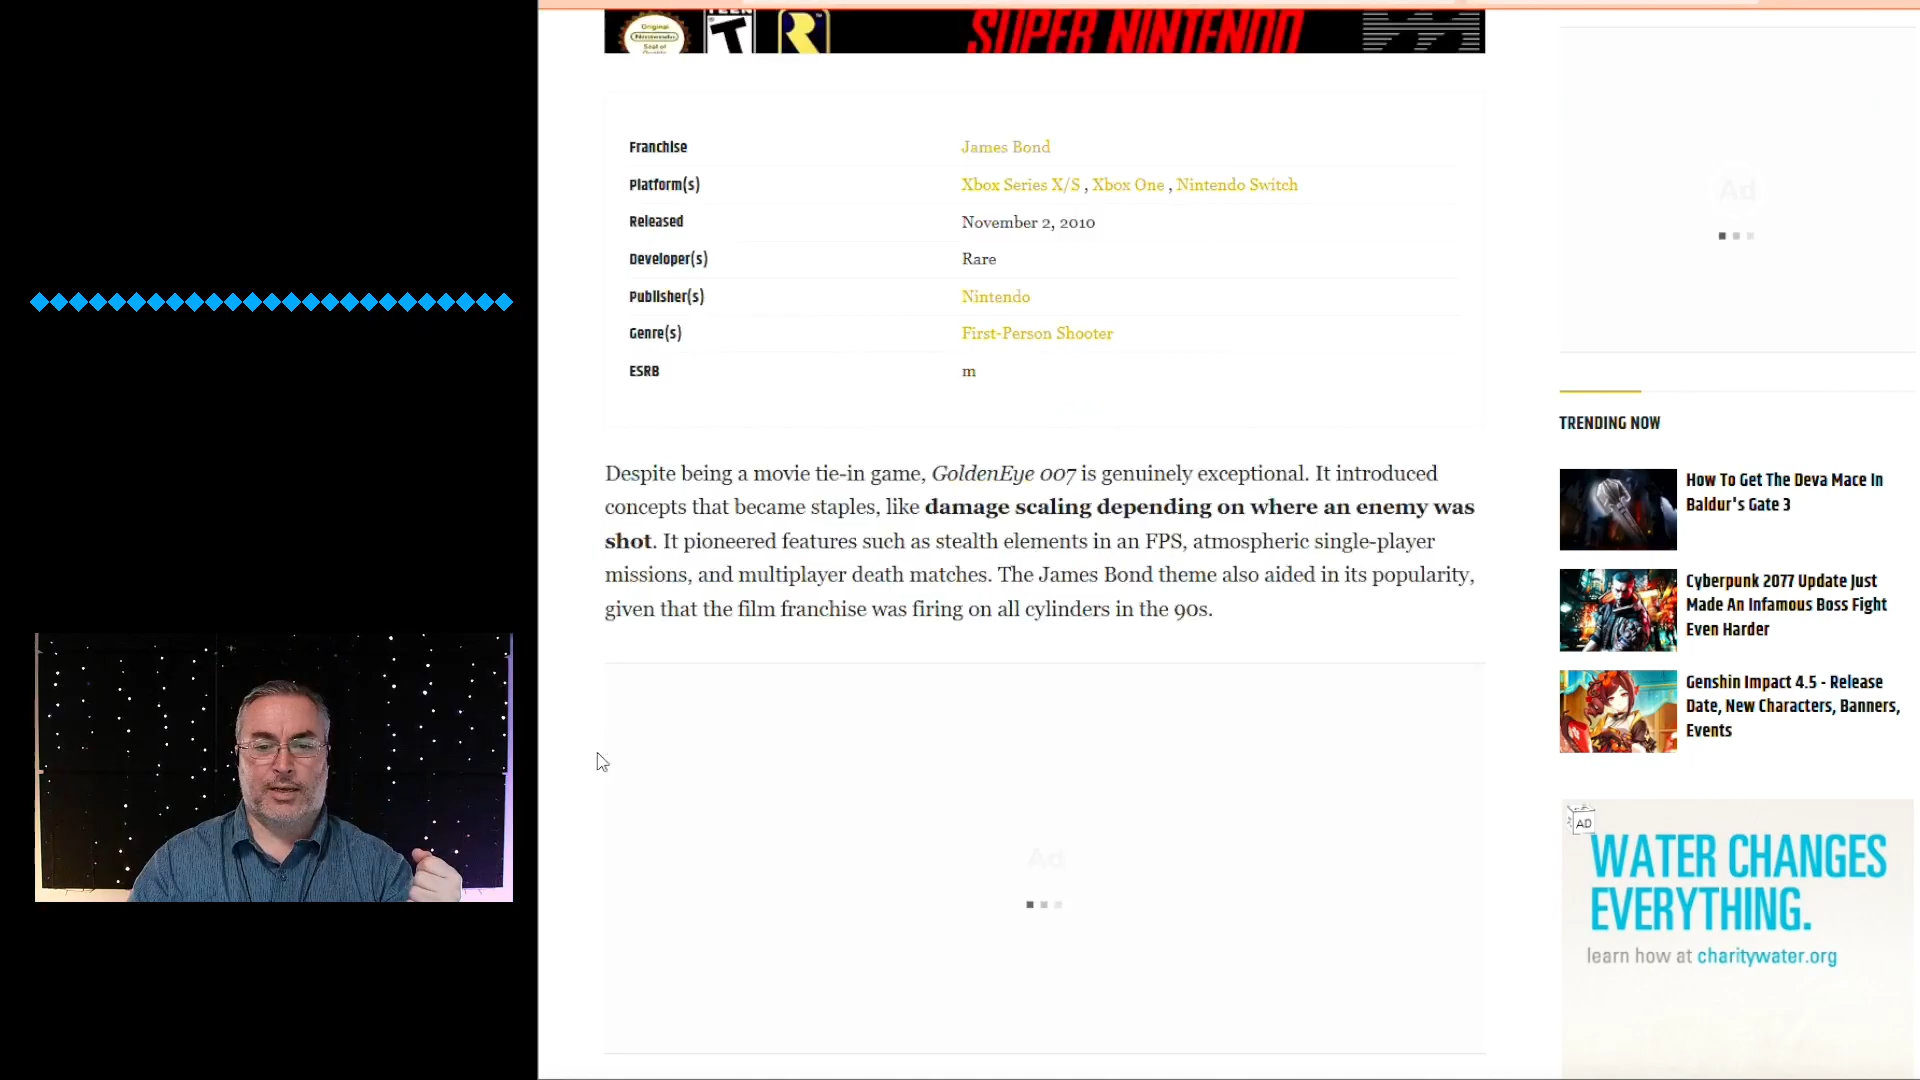 Original
Nintendo
Seal of
TEEN
T
R
SUPER NINTENDO
Franchise James Bond
Platform(s) Xbox Series X/S , Xbox One , Nintendo Switch
Released November 2, 2010
Developer(s) Rare
Publisher(s) Nintendo
Genre(s) First-Person Shooter
ESRB m
Despite being a movie tie-in game, GoldenEye 007 is genuinely exceptional. It introduced
concepts that became staples, like damage scaling depending on where an enemy was
shot. It pioneered features such as stealth elements in an FPS, atmospheric single-player
missions, and multiplayer death matches. The James Bond theme also aided in its popularity,
given that the film franchise was firing on all cylinders in the 90s.
Ad
Ad
TRENDING NOW
How To Get The Deva Mace In
Baldur's Gate 3
Cyberpunk 2077 Update Just
Made An Infamous Boss Fight
Even Harder
Genshin Impact 4.5 - Release
Date, New Characters, Banners,
Events
AD
WATER CHANGES
EVERYTHING.
learn how at charitywater.org